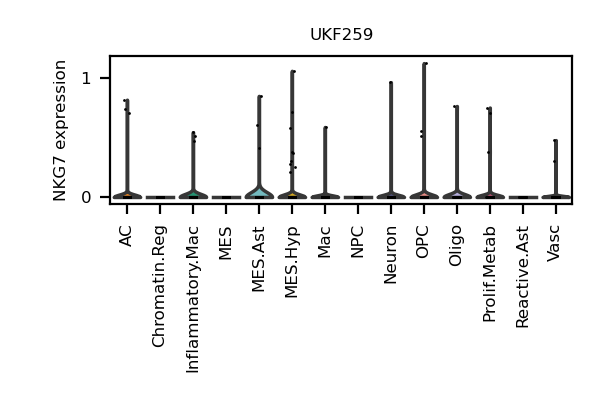 UKF259
NKG7 expression
1
0
AC
Chromatin.Reg
Inflammatory.Mac
MES
MES.Ast
MES.Hyp
Mac
NPC
Neuron
OPC
Oligo
Prolif.Metab
Reactive.Ast
Vasc